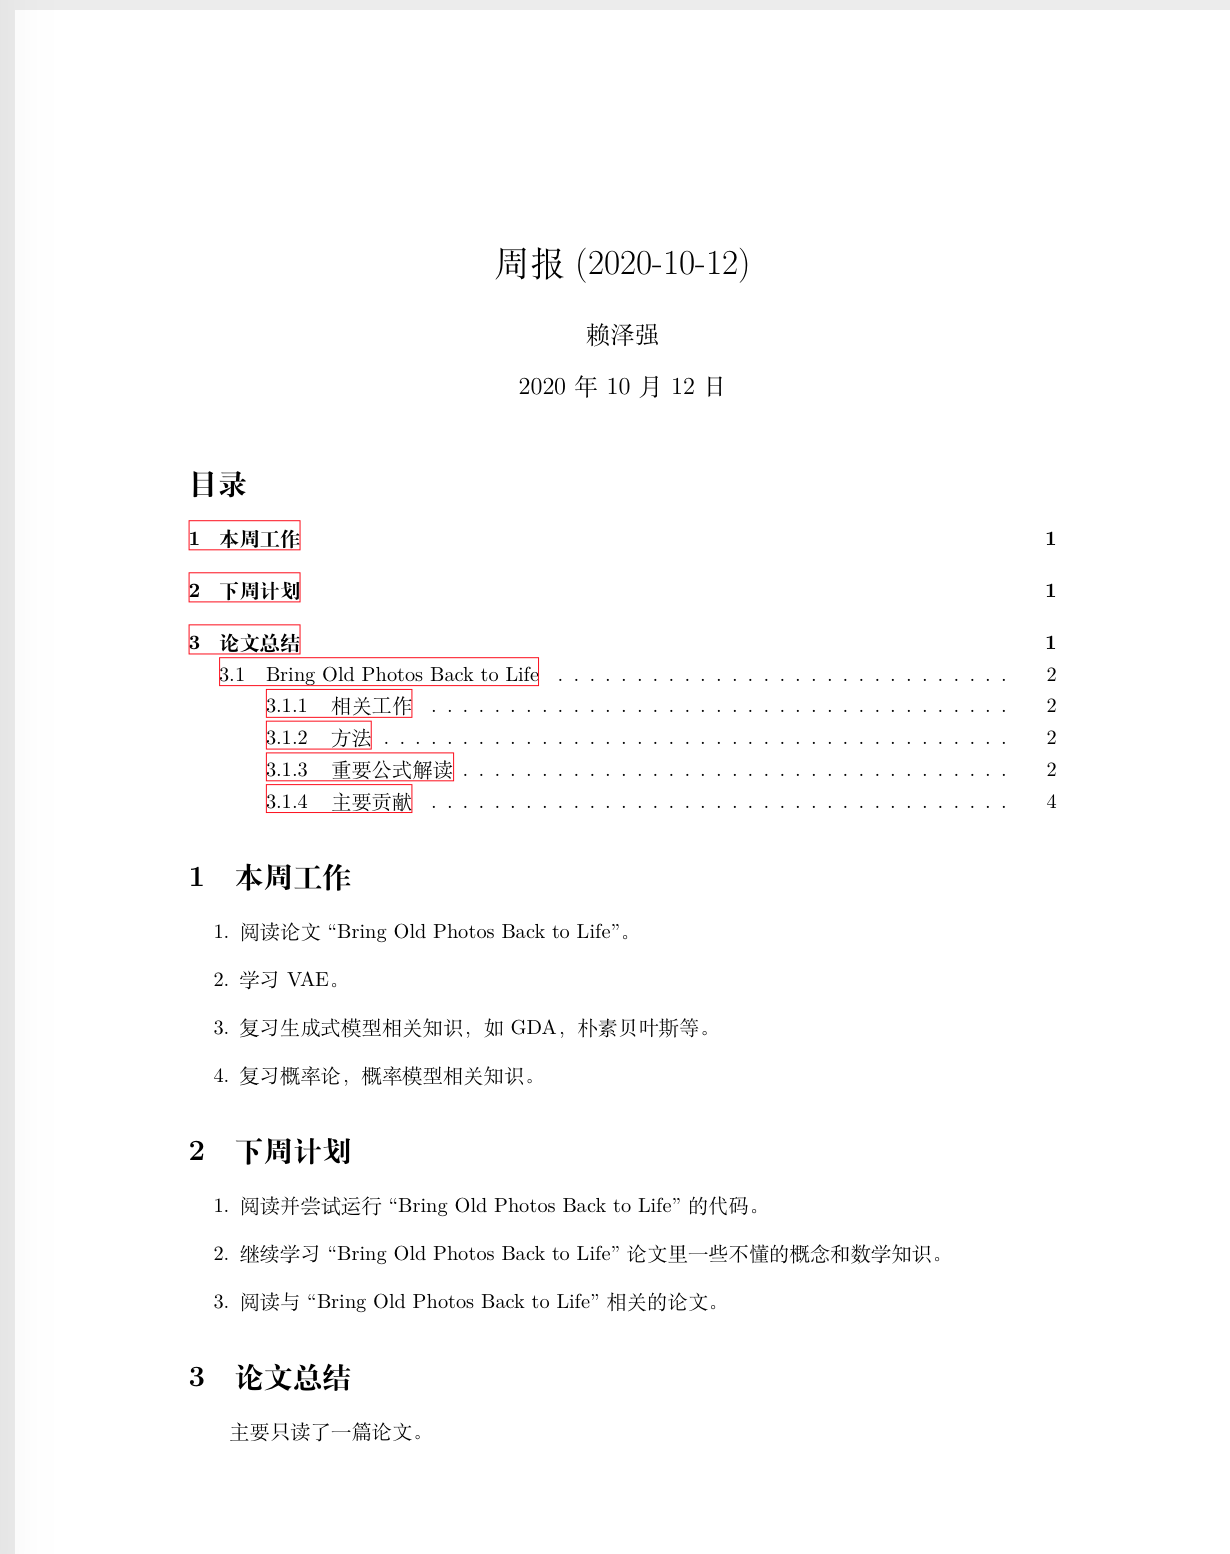 周报 (2020-10-12)
赖泽强
2020 年 10 月 12 日
目录
1 本周工作 1
2 下周计划 1
3 论文总结 1
3.1 Bring Old Photos Back to Life . . . . . . . . . . . . . . . . . . . . . . . . . . . . . 2
3.1.1 相关工作 . . . . . . . . . . . . . . . . . . . . . . . . . . . . . . . . . . . . . 2
3.1.2 方法 . . . . . . . . . . . . . . . . . . . . . . . . . . . . . . . . . . . . . . . . 2
3.1.3 重要公式解读 . . . . . . . . . . . . . . . . . . . . . . . . . . . . . . . . . . . 2
3.1.4 主要贡献 . . . . . . . . . . . . . . . . . . . . . . . . . . . . . . . . . . . . . 4
1 本周工作
1. 阅读论文 “Bring Old Photos Back to Life”。
2. 学习 VAE。
3. 复习生成式模型相关知识，如 GDA，朴素贝叶斯等。
4. 复习概率论，概率模型相关知识。
2 下周计划
1. 阅读并尝试运行 “Bring Old Photos Back to Life” 的代码。
2. 继续学习 “Bring Old Photos Back to Life” 论文里一些不懂的概念和数学知识。
3. 阅读与 “Bring Old Photos Back to Life” 相关的论文。
3 论文总结
主要只读了一篇论文。